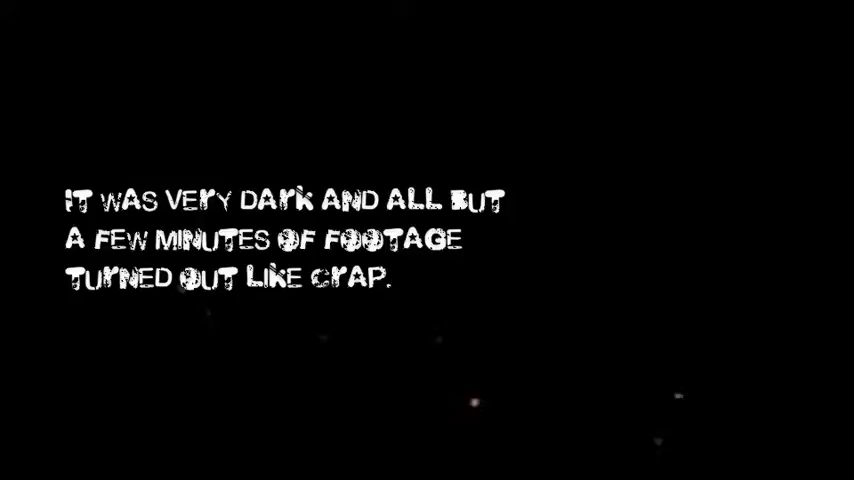 IT WAS VERY DARK AND ALL BUT
A FEW MINUTES OF FOOTAGE
TURNED OUT LIKE CRAP.